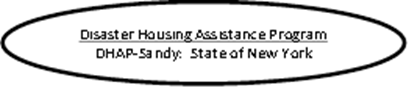 Disaster Housing Assistance Program
DHAP-Sandy: State of New York